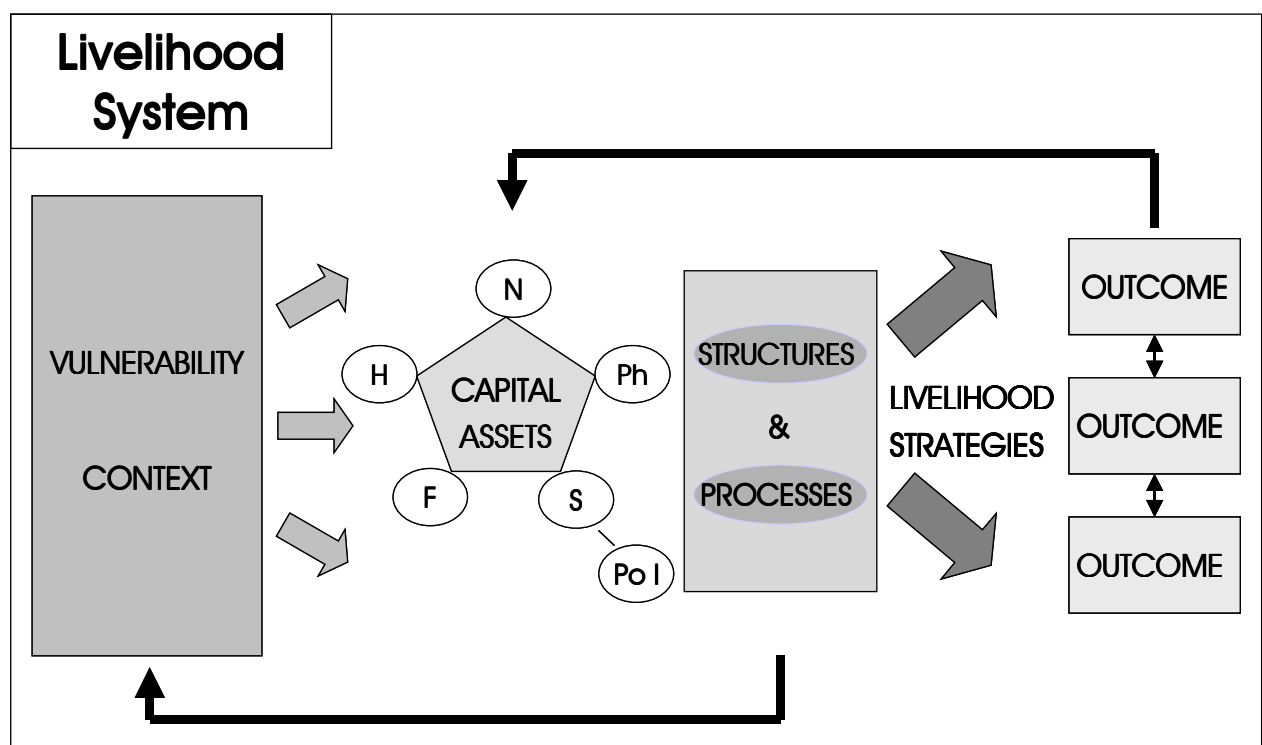 Livelihood
System
VULNERABILITY
CONTEXT
N
H
Ph
CAPITAL
ASSETS
F
S
Po l
STRUCTURES
&
PROCESSES
LIVELIHOOD
STRATEGIES
OUTCOME
OUTCOME
OUTCOME